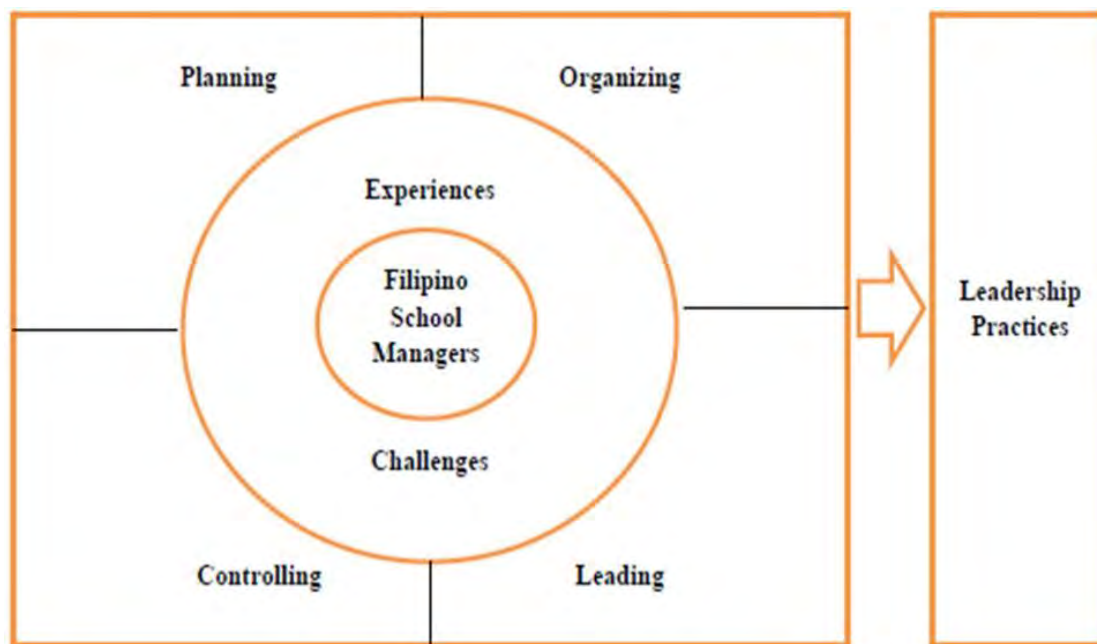 Planning
Organizing
Experiences
Filipino
School
Managers
Challenges
Controlling
Leading
Leadership
Practices